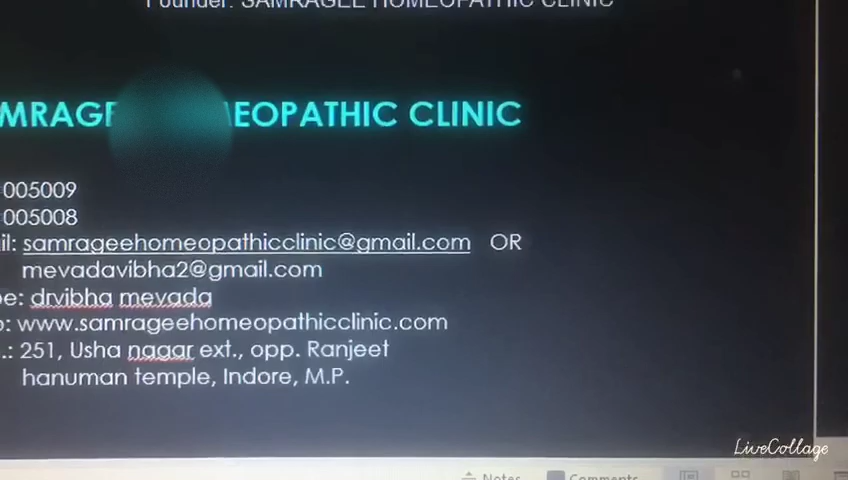 Founder: SAMRAGEE HOMEOPATHIC CLINIC
MRAGE EOPATHIC CLINIC
005009
005008
il: samrageehomeopathicclinic@gmail.com OR
mevadavibha2@gmail.com
pe: drvibha mevada
o: www.samrageehomeopathicclinic.com
.: 251, Usha nagar ext., opp. Ranjeet
hanuman temple, Indore, M.P.
LiveCollage
Notes Comments